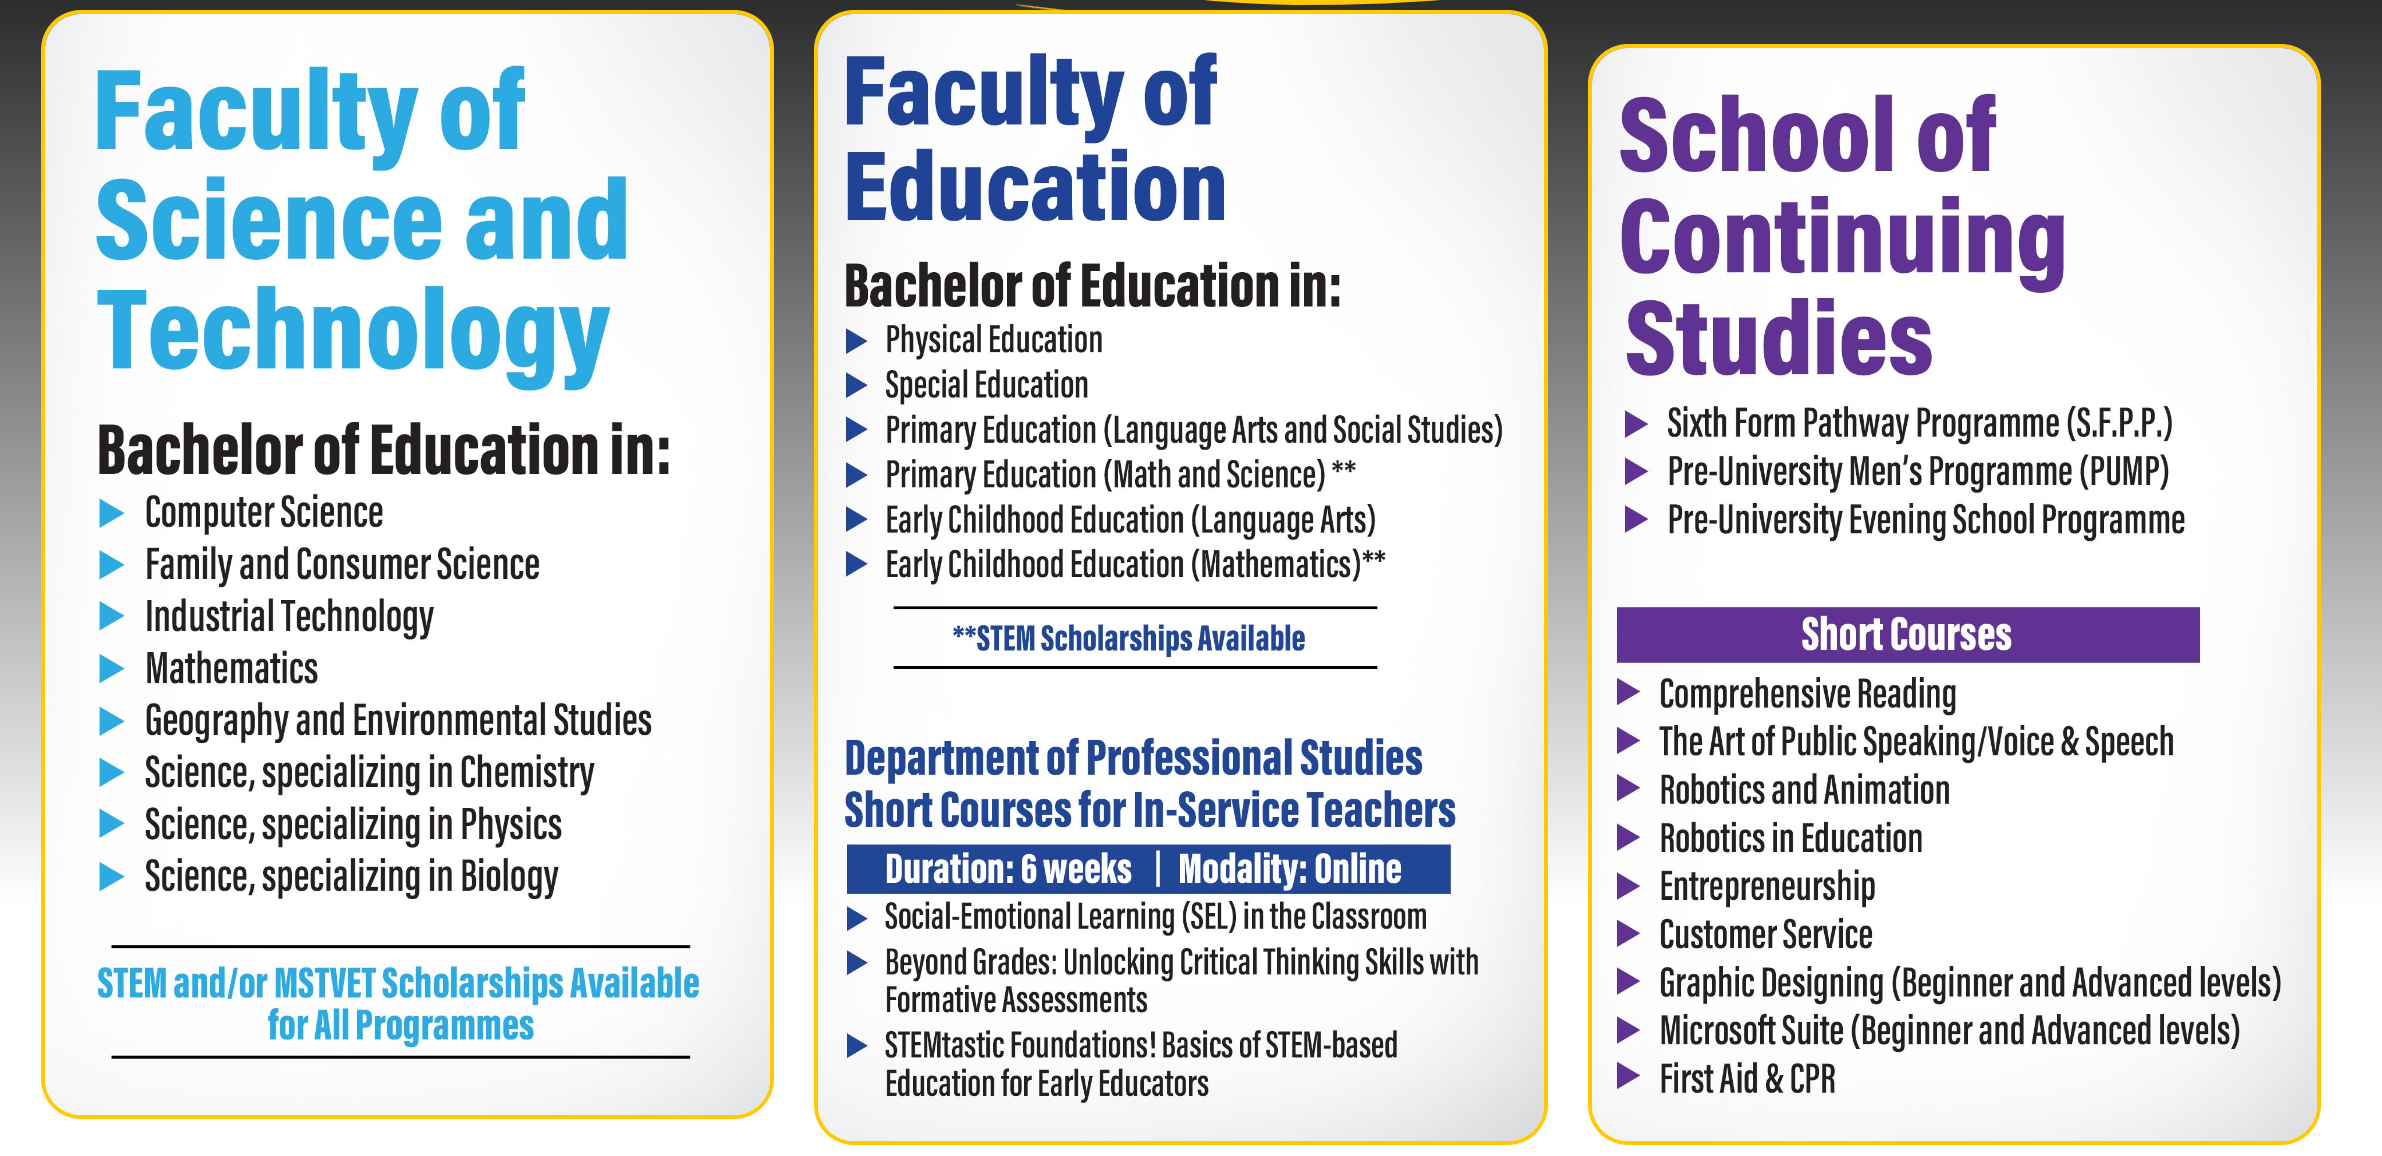 Faculty of
Science and
Technology
Bachelor of Education in:
Computer Science
Family and Consumer Science
Industrial Technology
Mathematics
Geography and Environmental Studies
Science, specializing in Chemistry
Science, specializing in Physics
Science, specializing in Biology
STEM and/or MSTVET Scholarships Available
for All Programmes
Faculty of
Education
Bachelor of Education in:
Physical Education
Special Education
Primary Education (Language Arts and Social Studies)
Primary Education (Math and Science) **
Early Childhood Education (Language Arts)
Early Childhood Education (Mathematics)**
**STEM Scholarships Available
Department of Professional Studies
Short Courses for In-Service Teachers
Duration: 6 weeks | Modality: Online
Social-Emotional Learning (SEL) in the Classroom
Beyond Grades: Unlocking Critical Thinking Skills with
Formative Assessments
STEMtastic Foundations! Basics of STEM-based
Education for Early Educators
School of
Continuing
Studies
Sixth Form Pathway Programme (S.F.P.P.)
Pre-University Men's Programme (PUMP)
Pre-University Evening School Programme
Short Courses
Comprehensive Reading
The Art of Public Speaking/Voice & Speech
Robotics and Animation
Robotics in Education
Entrepreneurship
Customer Service
Graphic Designing (Beginner and Advanced levels)
Microsoft Suite (Beginner and Advanced levels)
First Aid & CPR